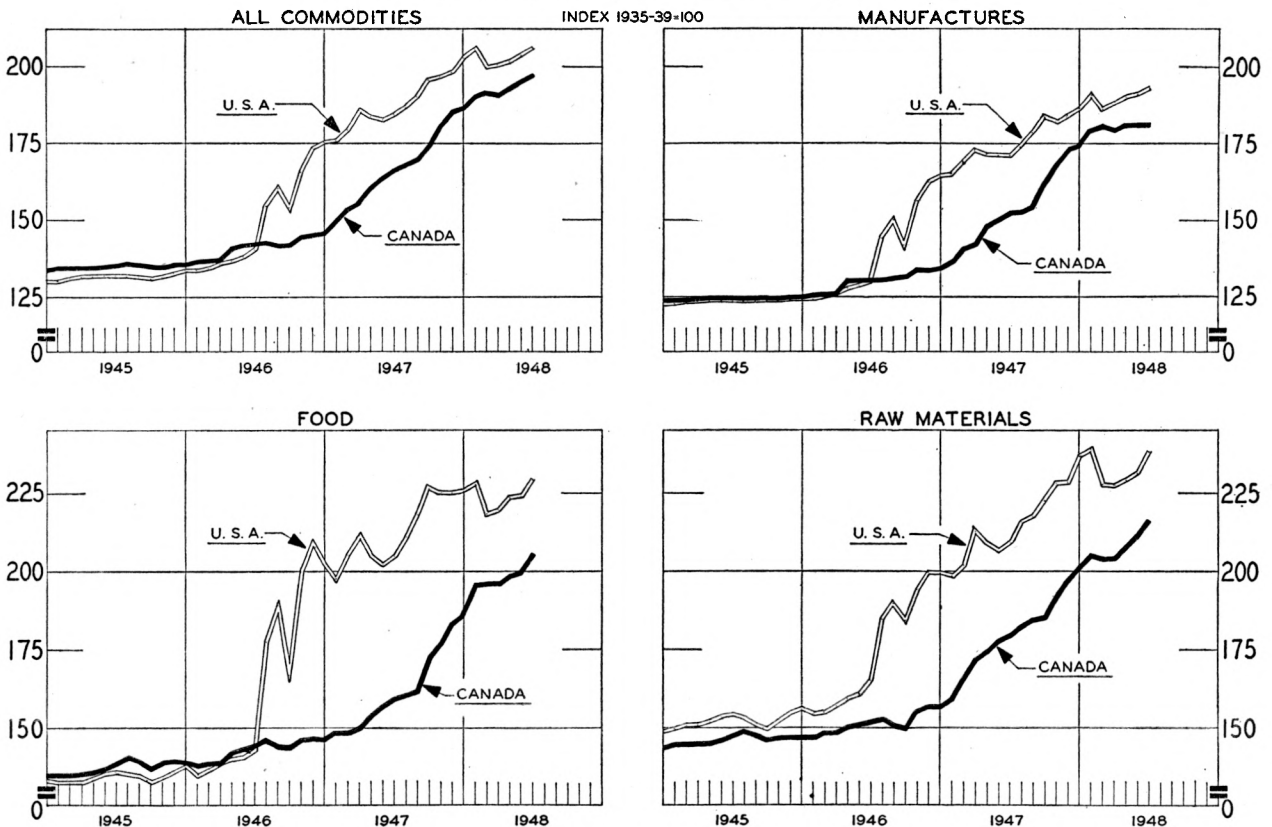 ALL COMMODITIES
INDEX 1935-39=100
MANUFACTURES
200
175
150
125
0
U. S. A.
CANADA
1945 1946 1947 1948
200
175
150
125
0
U. S. A.
CANADA
1945 1946 1947 1948
FOOD
RAW MATERIALS
225
200
175
150
0
U. S. A.
CANADA
1945 1946 1947 1948
225
200
175
150
0
U. S. A.
CANADA
1945 1946 1947 1948